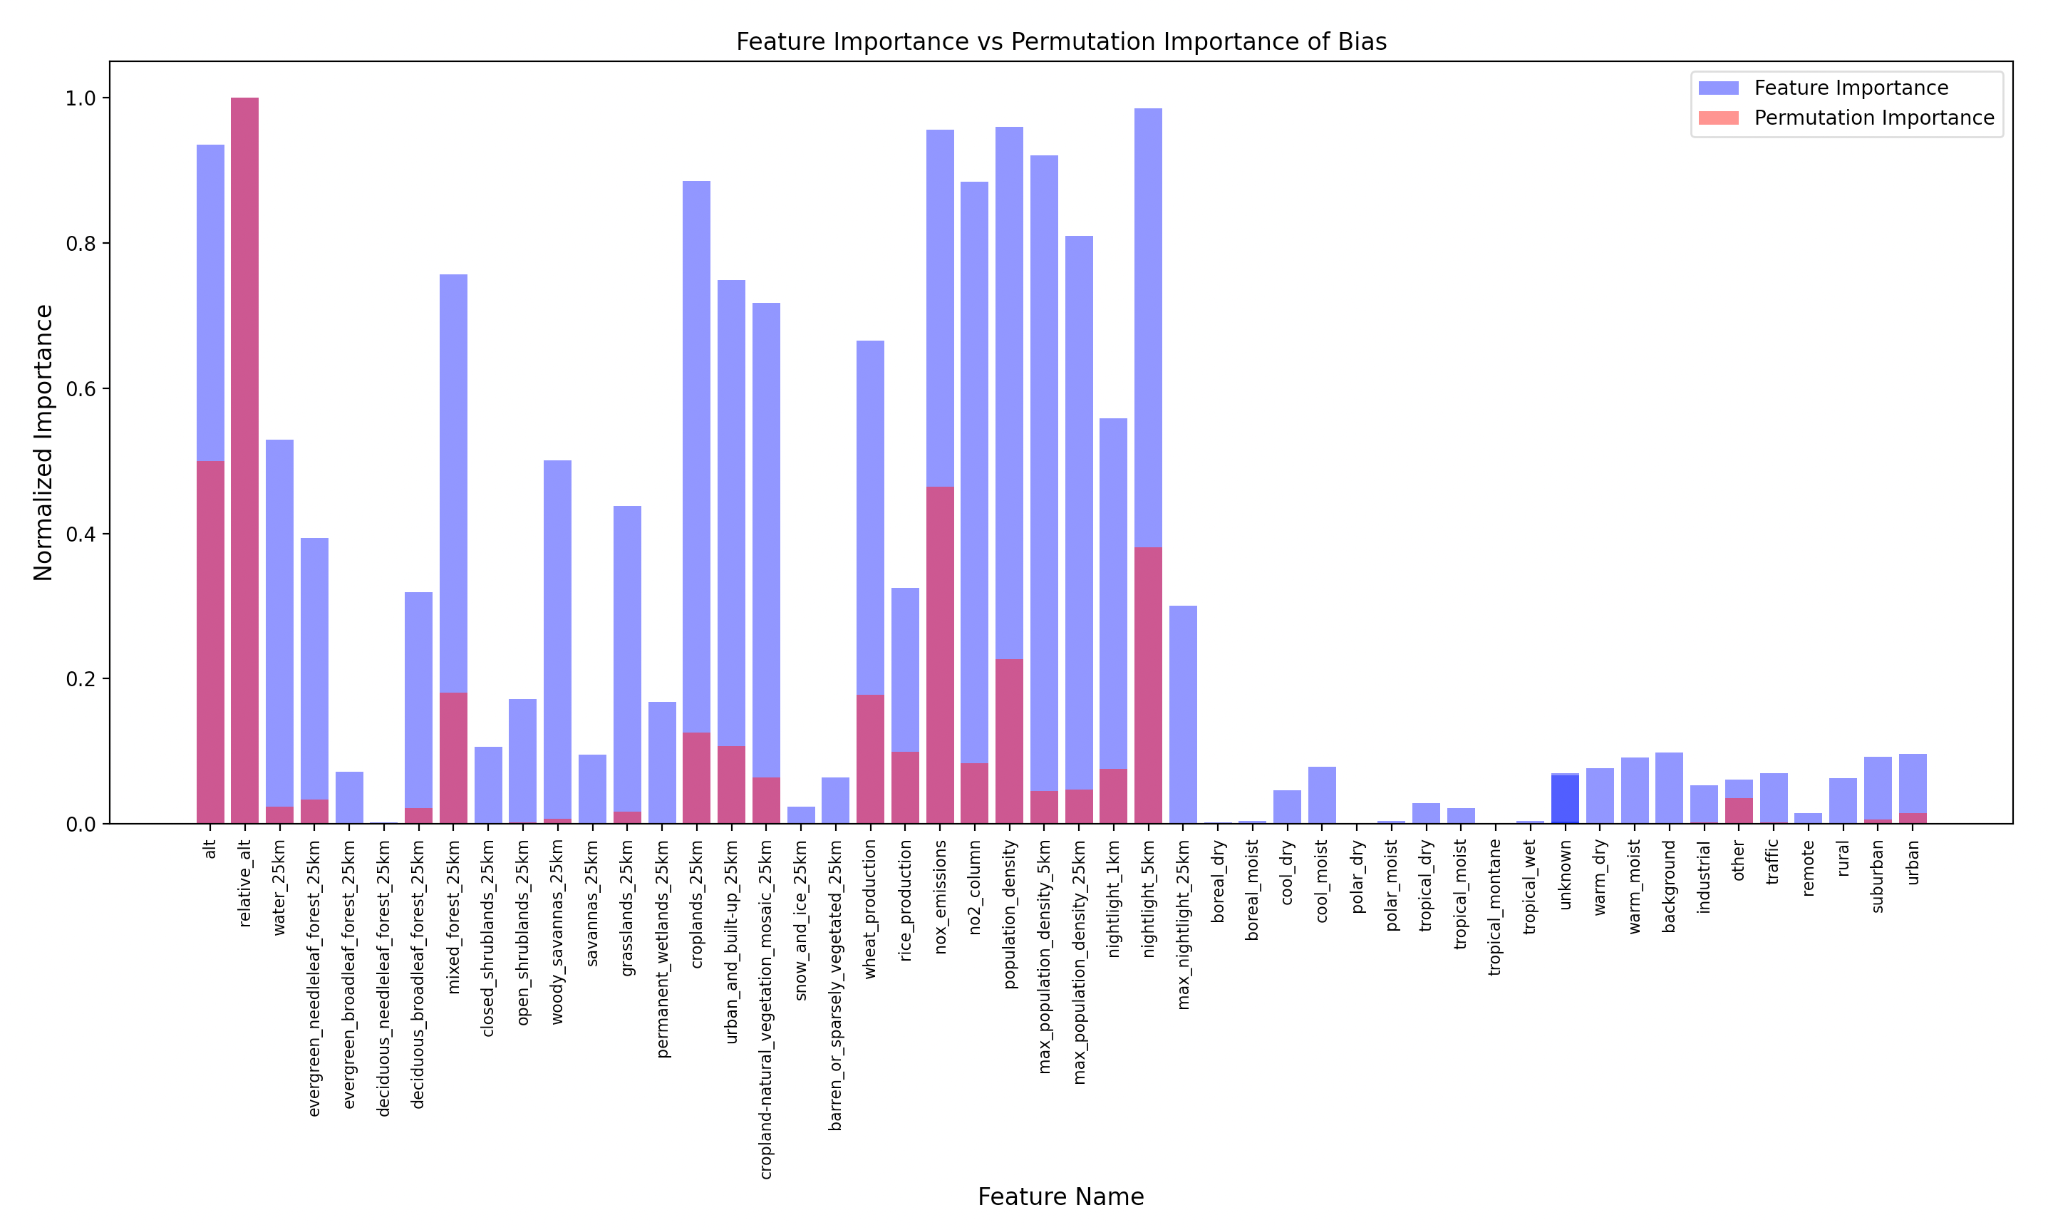 Feature Importance vs Permutation Importance of Bias
Feature Importance
Permutation Importance
Normalized Importance
1.0
0.8
0.6
0.4
0.2
0.0
alt
relative_alt
water_25km
evergreen_needleleaf_forest_25km
evergreen_broadleaf_forest_25km
deciduous_needleleaf_forest_25km
deciduous_broadleaf_forest_25km
mixed_forest_25km
closed_shrublands_25km
open_shrublands_25km
woody_savannas_25km
savannas_25km
grasslands_25km
permanent_wetlands_25km
croplands_25km
urban_and_built-up_25km
cropland-natural_vegetation_mosaic_25km
snow_and_ice_25km
barren_or_sparsely_vegetated_25km
wheat_production
rice_production
nox_emissions
no2_column
population_density
max_population_density_5km
max_population_density_25km
nightlight_1km
nightlight_5km
max_nightlight_25km
boreal_dry
boreal_moist
cool_dry
cool_moist
polar_dry
polar_moist
tropical_dry
tropical_moist
tropical_montane
tropical_wet
unknown
warm_dry
warm_moist
background
industrial
other
traffic
remote
rural
suburban
urban
Feature Name